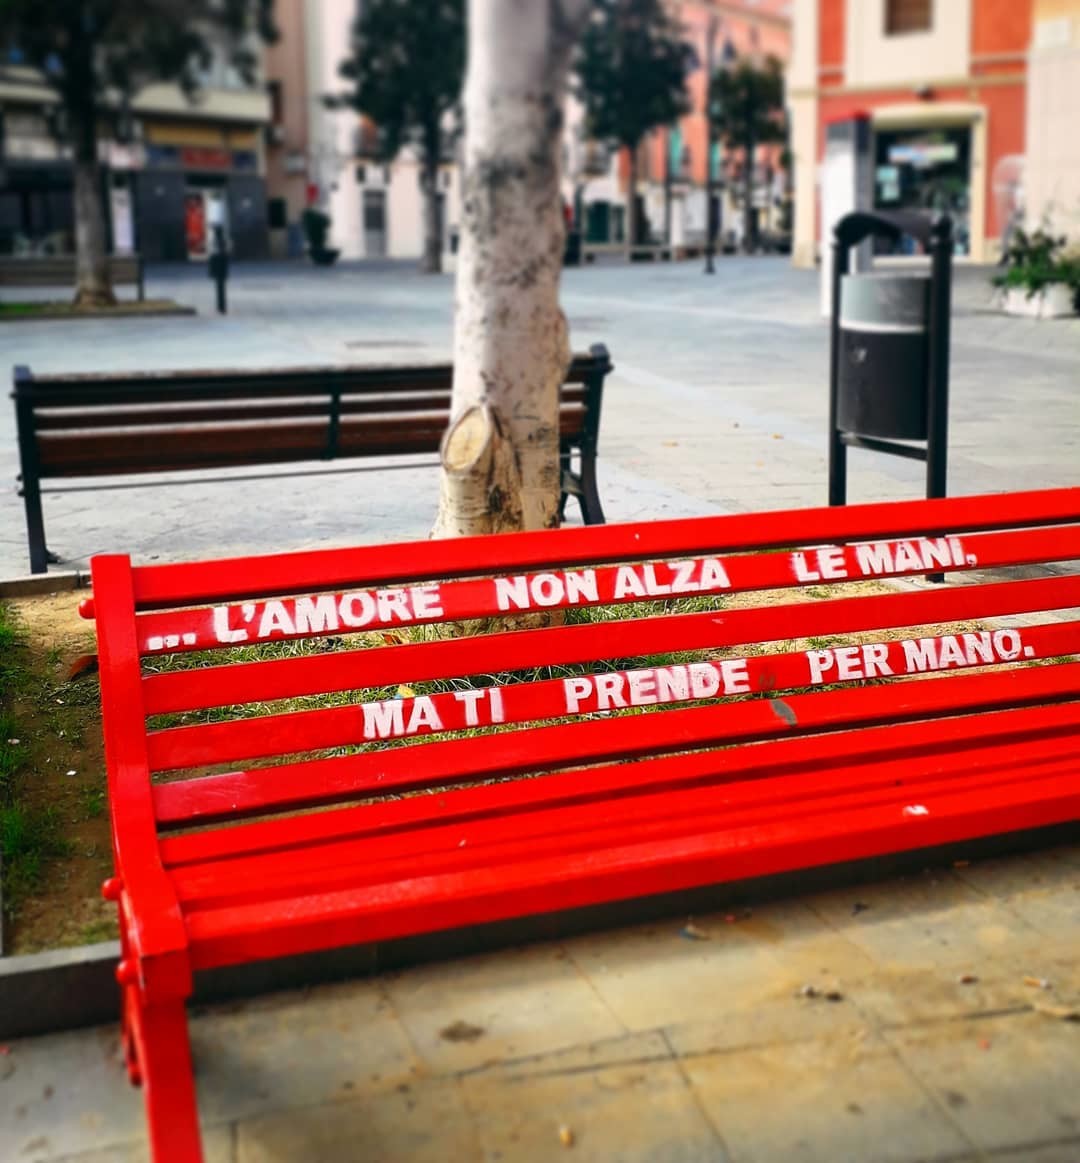 ... L'AMORE NON ALZA LE MANI,
MA TI PRENDE PER MANO.